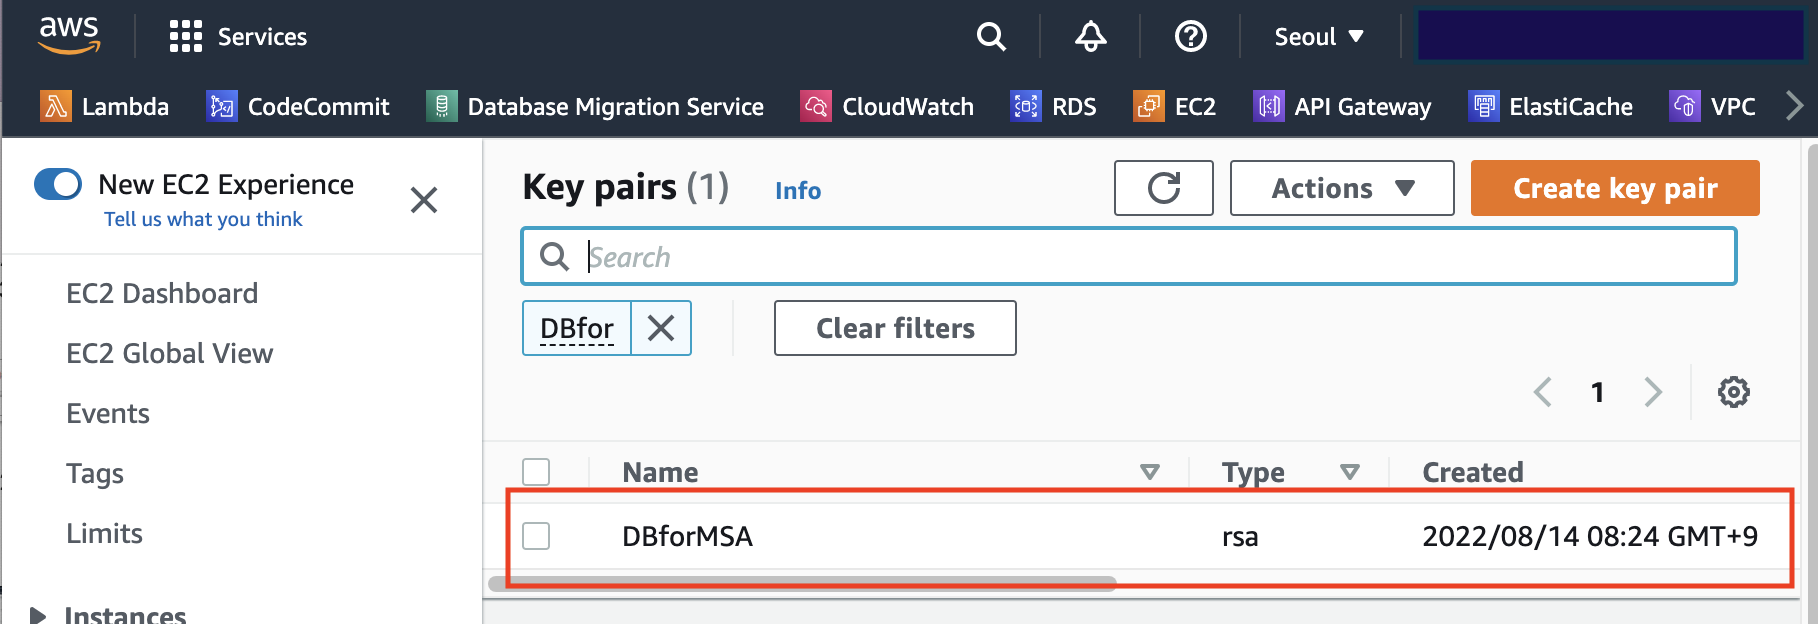 aws
Services
Seoul
Lambda
CodeCommit
Database Migration Service
CloudWatch
RDS
EC2
API Gateway
ElastiCache
VPC
New EC2 Experience
Tell us what you think
EC2 Dashboard
EC2 Global View
Events
Tags
Limits
Instances
Key pairs (1)
Info
Actions
Create key pair
Search
DBfor
Clear filters
1
Name
Type
Created
DBforMSA
rsa
2022/08/14 08:24 GMT+9